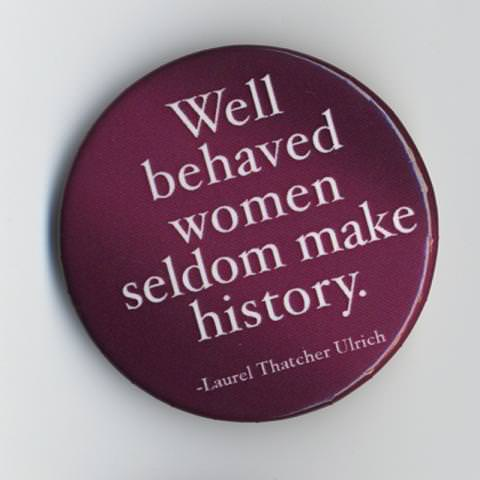 Well
behaved
women
seldom make
history.
-Laurel Thatcher Ulrich